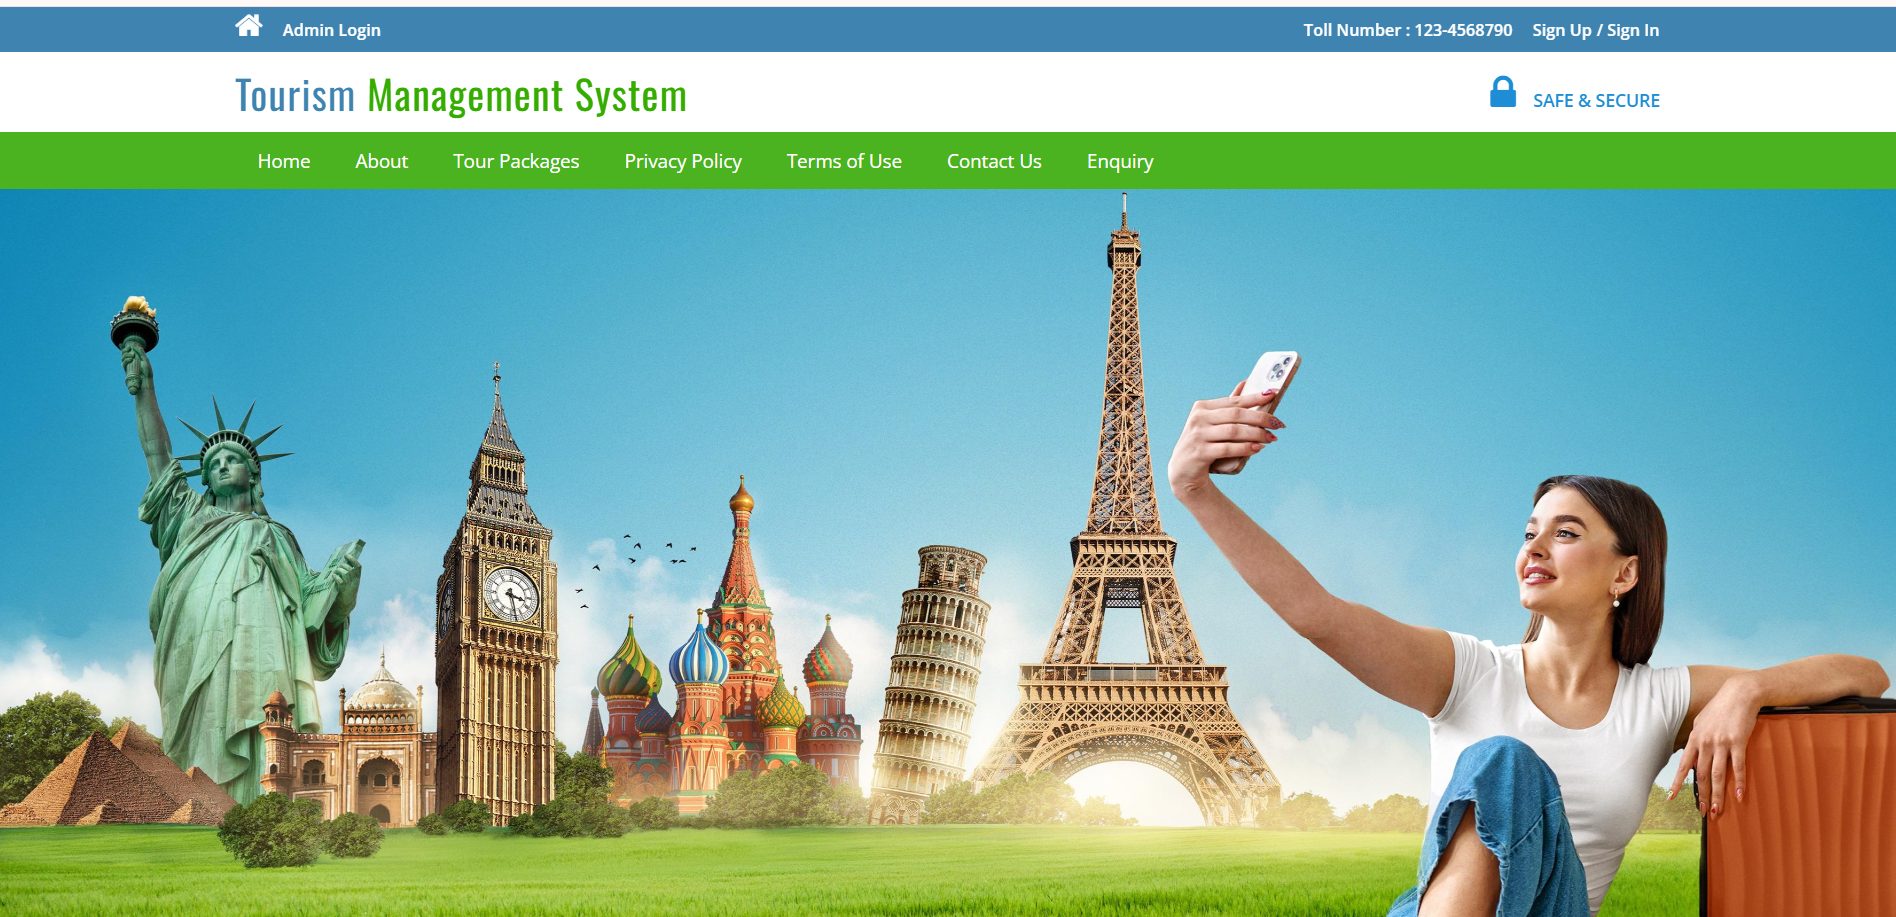 Admin Login
Toll Number : 123-4568790 Sign Up / Sign In
Tourism Management System
SAFE & SECURE
Home About Tour Packages Privacy Policy Terms of Use Contact Us Enquiry